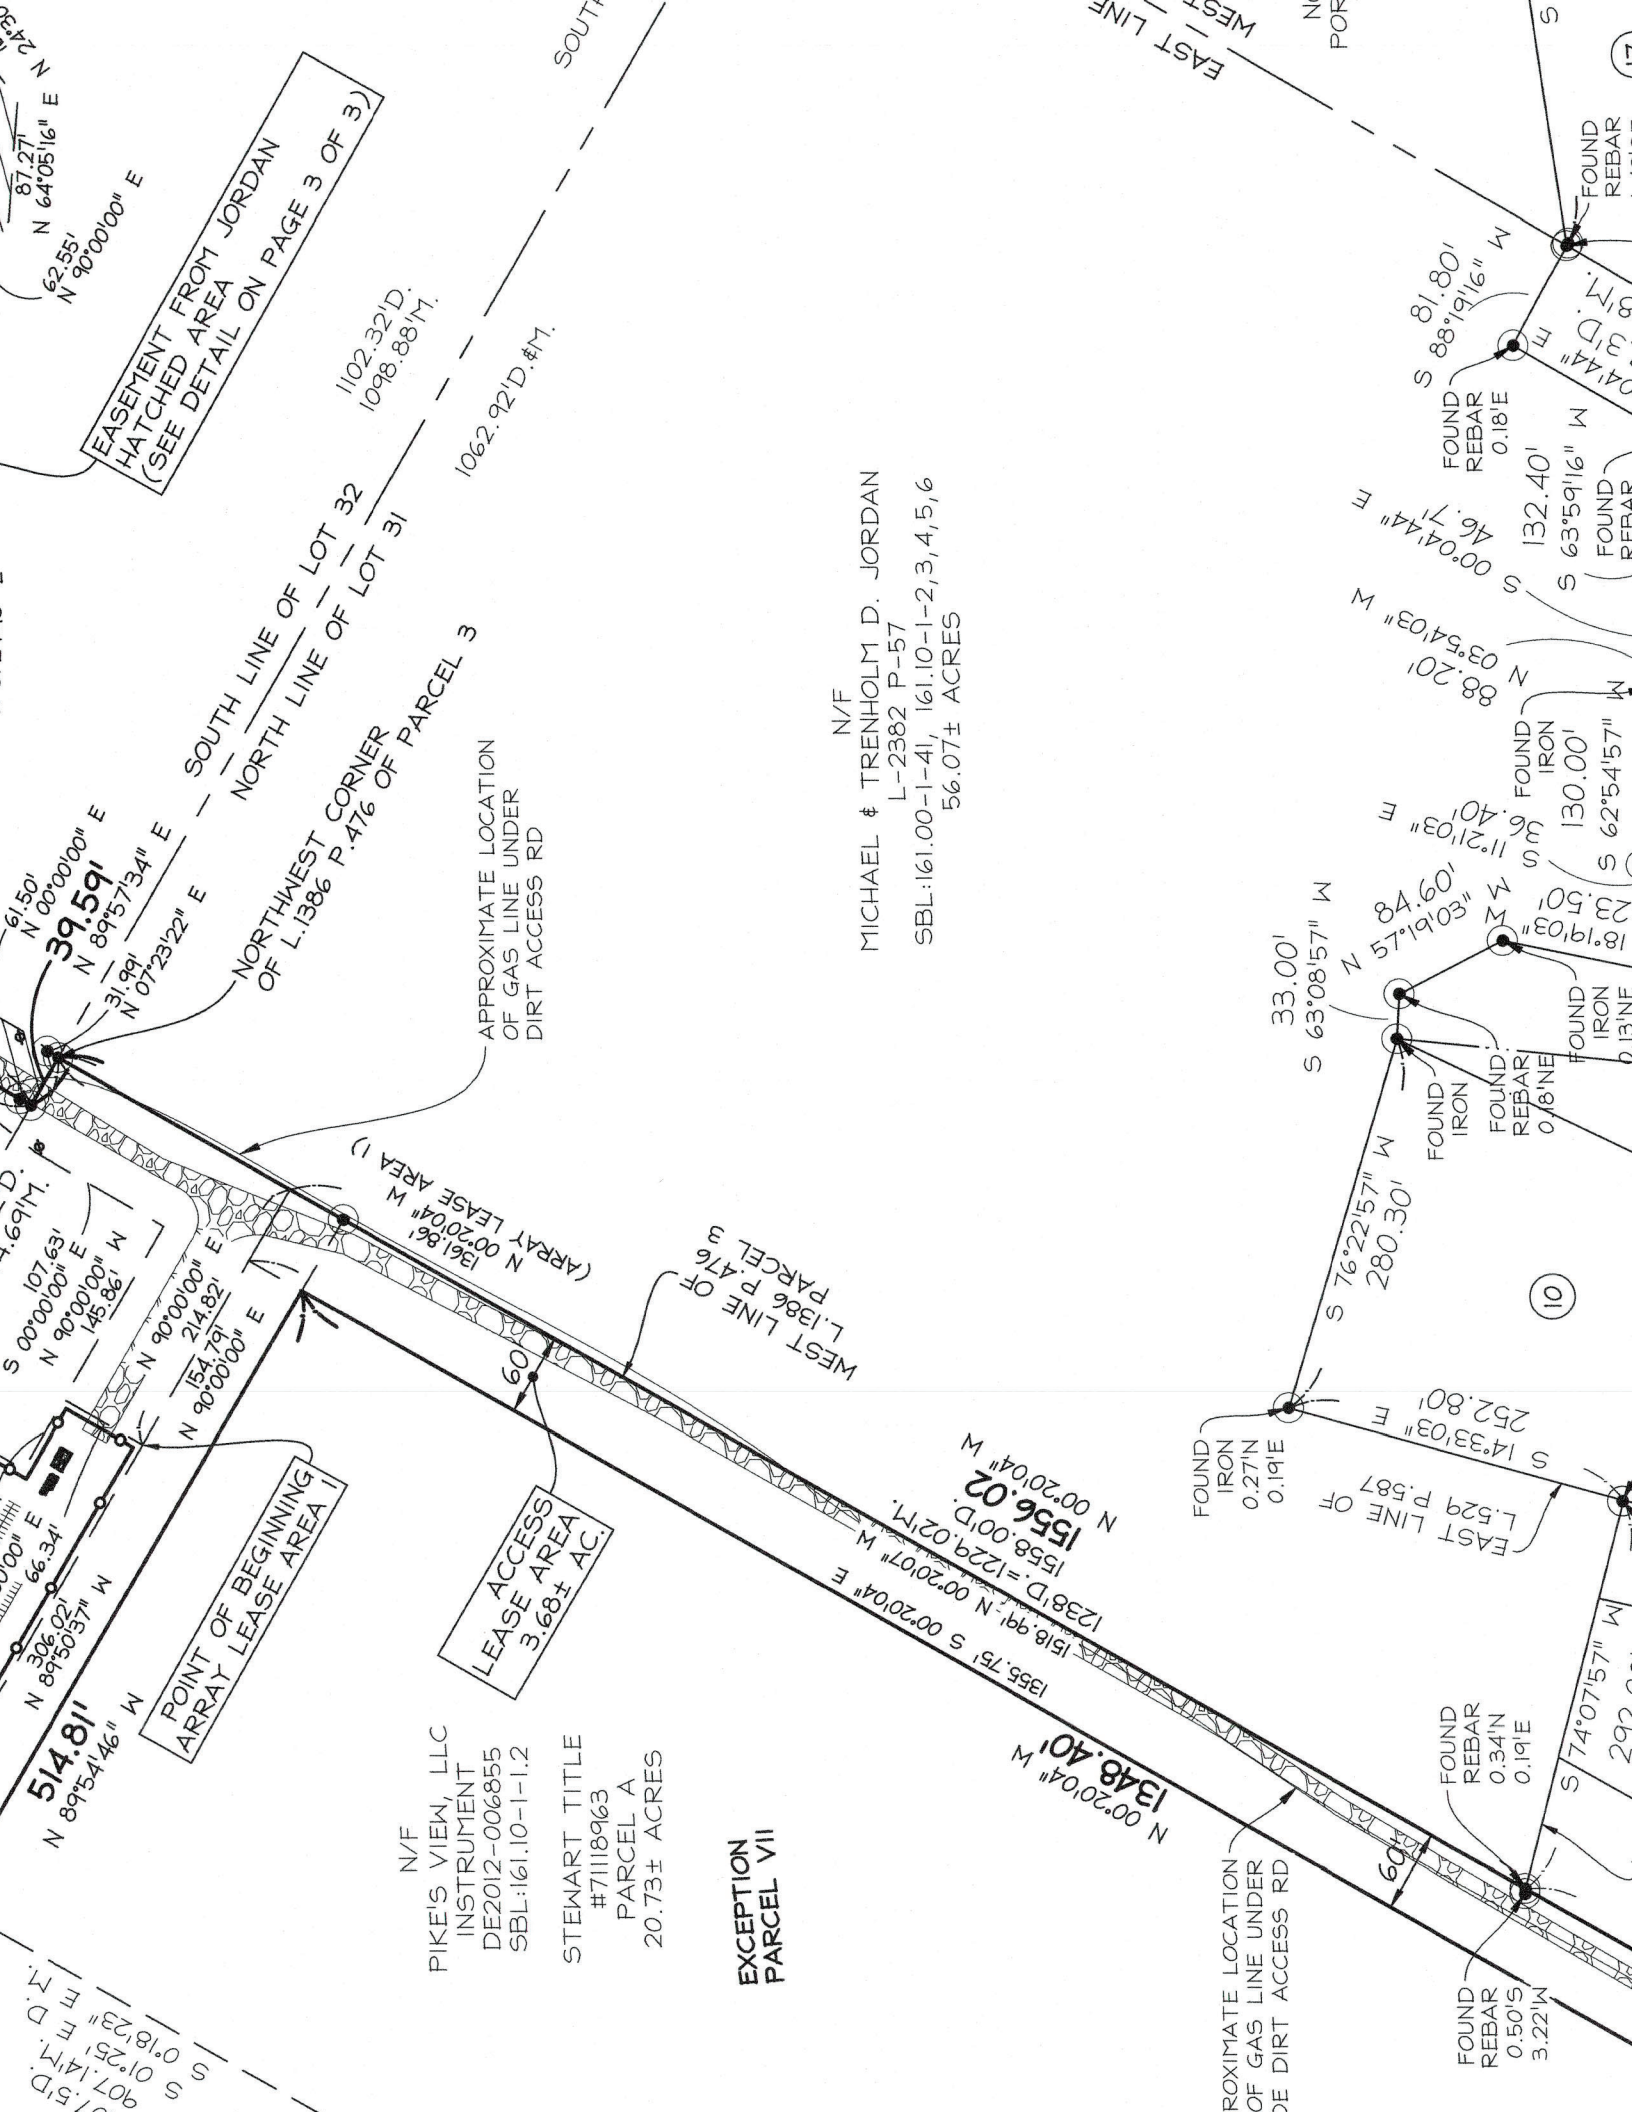 87.27'
N 64°05'16" E
62.55'
N 90°00'00" E
EASEMENT FROM JORDAN
HATCHED AREA
(SEE DETAIL ON PAGE 3 OF 3)
1102.32'D.
1098.88'M.
1062.92'D.&M.
SOUTH LINE OF LOT 32
NORTH LINE OF LOT 31
EAST LINE
WEST
61.50'
N 00°00'00" E
39.59'
N 89°57'34" E
31.99'
N 07°23'22" E
NORTHWEST CORNER
OF L.1386 P.476 OF PARCEL 3
APPROXIMATE LOCATION
OF GAS LINE UNDER
DIRT ACCESS RD
N/F
MICHAEL & TRENHOLM D. JORDAN
L-2382 P-57
SBL:161.00-1-41, 161.10-1-2,3,4,5,6
56.07± ACRES
107.63'
S 00°00'00" E
N 90°00'00" W
145.86'
N 90°00'00" E
214.82'
154.79'
N 90°00'00" E
1361.86'
N 00°20'04" W
(ARRAY LEASE AREA 1)
WEST LINE OF
L.1386 P.476
PARCEL 3
60'
66.34'
306.02'
N 89°50'37" W
514.81'
N 89°54'46" W
POINT OF BEGINNING
ARRAY LEASE AREA 1
ACCESS
LEASE AREA
3.68± AC.
N/F
PIKE'S VIEW, LLC
INSTRUMENT
DE2012-006855
SBL:161.10-1-1.2
STEWART TITLE
#71118963
PARCEL A
20.73± ACRES
EXCEPTION
PARCEL VII
N 00°20'04" W
1556.02
1558.00'D.
1238'D.=1229.02'M.
1518.99'-N 00°20'07" W
1355.75' S 00°20'04" E
N 00°20'04" W
1348.40'
60'±
OF GAS LINE UNDER
DIRT ACCESS RD
FOUND
REBAR
0.50'S
3.22'W
FOUND
REBAR
0.34'N
0.19'E
S 74°07'57" W
EAST LINE OF
L.529 P.587
S 14°33'03" E
252.80'
FOUND
IRON
0.27'N
0.19'E
10
S 76°22'57" W
280.30'
33.00'
S 63°08'57" W
FOUND
IRON
FOUND
REBAR
0.18'NE
84.60'
N 57°19'03" W
FOUND
IRON
0.13'NE
18°19'03" W
23.50'
S 11°21'03" E
36.40'
130.00'
S 62°54'57" W
FOUND
IRON
88.20'
N 03°54'03" W
S 00°04'44" E
46.7'
132.40'
S 63°59'16" W
FOUND
REBAR
FOUND
REBAR
0.18'E
81.80'
S 88°19'16" W
FOUND
REBAR
907.14'M.
S 01°25' E D.
S 0°18'23" E M.